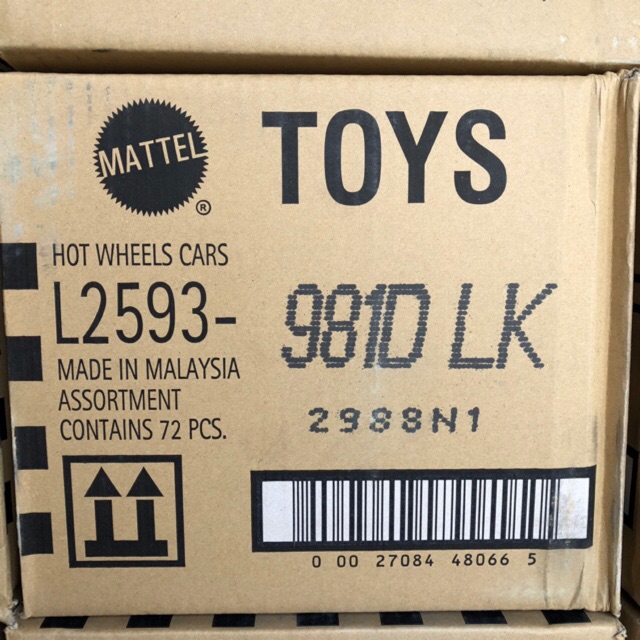 MATTEL ®
TOYS
HOT WHEELS CARS
L2593- 981D LK
MADE IN MALAYSIA
ASSORTMENT
CONTAINS 72 PCS.
2988N1
0 00 27084 48066 5